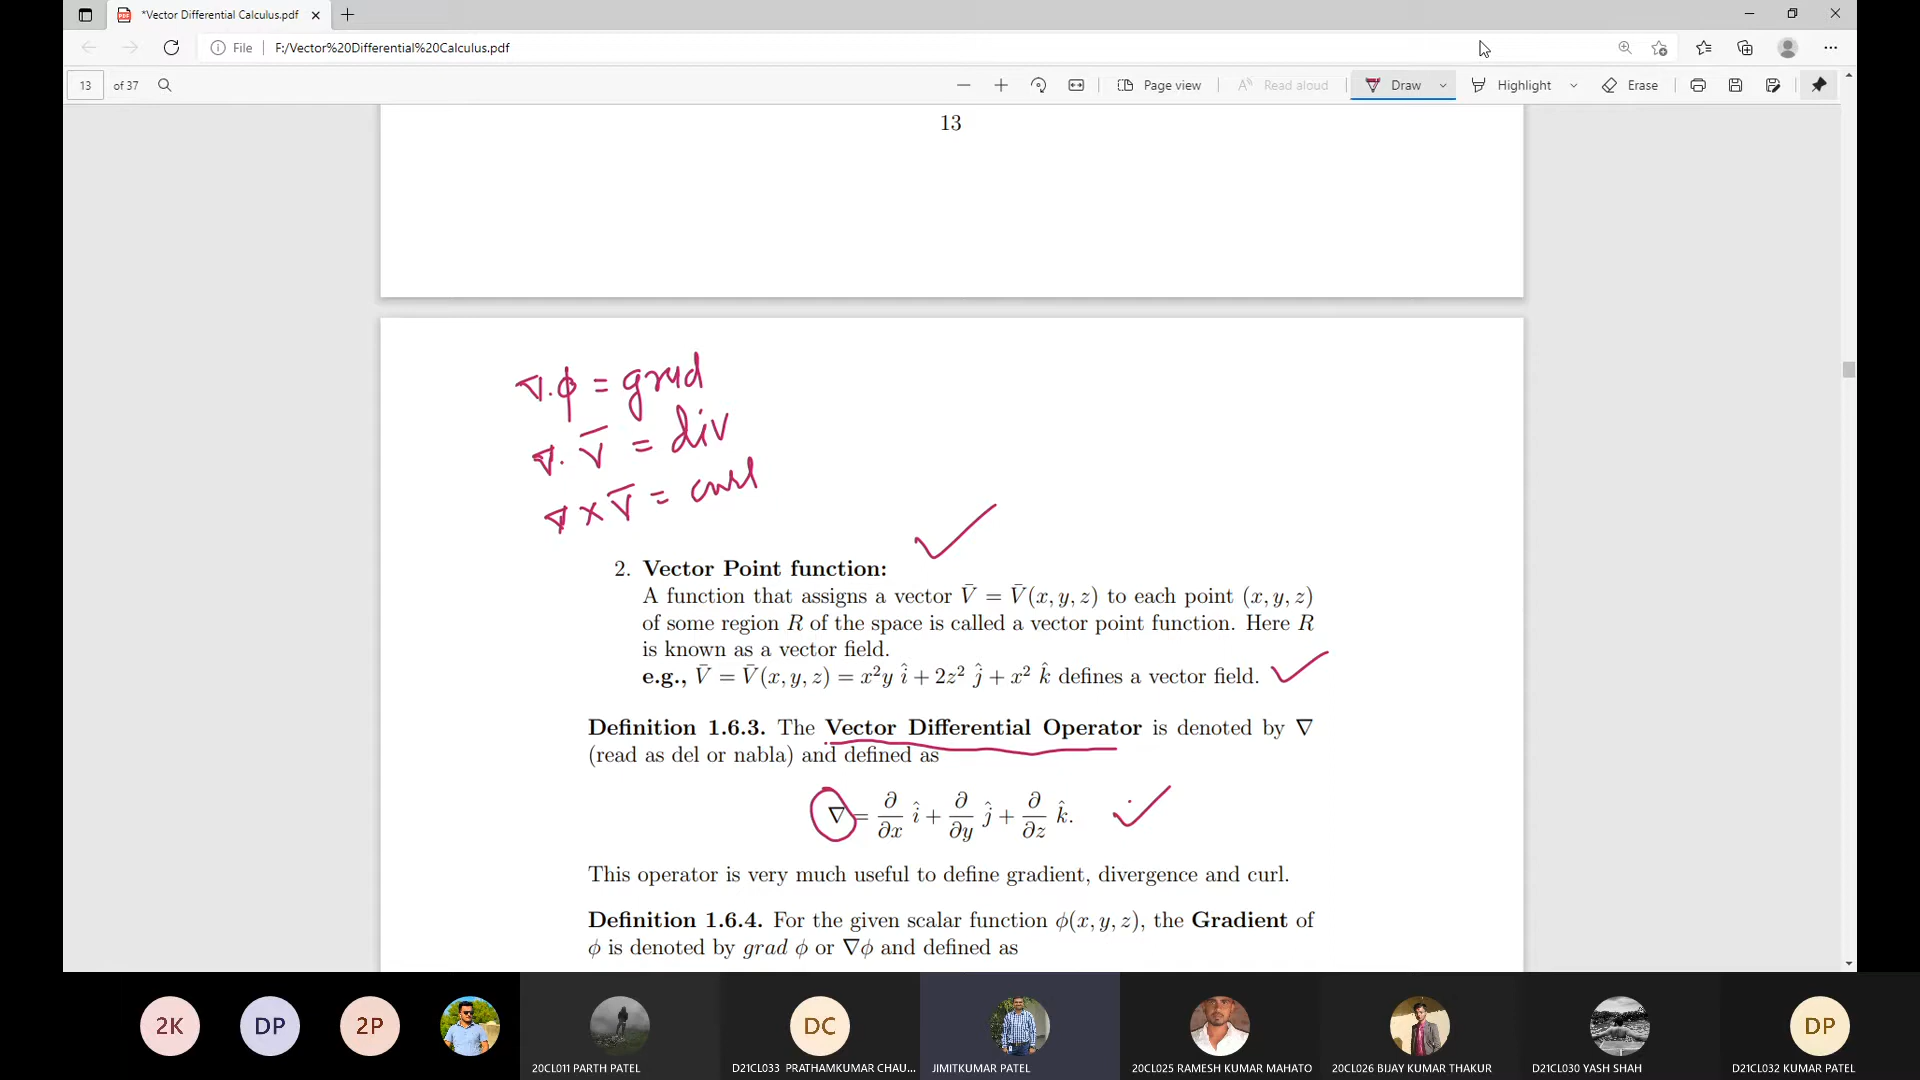 *Vector Differential Calculus.pdf
File
F:/Vector%20Differential%20Calculus.pdf
13 of 37
Page view
Read aloud
Draw
Highlight
Erase
13
∇.ϕ = grad
∇. V̄ = div
∇ × V̄ = curl
2. Vector Point function:
A function that assigns a vector V̄ = V̄(x, y, z) to each point (x, y, z)
of some region R of the space is called a vector point function. Here R
is known as a vector field.
e.g., V̄ = V̄(x, y, z) = x²y î + 2z² ĵ + x² k̂ defines a vector field.
Definition 1.6.3. The Vector Differential Operator is denoted by ∇
(read as del or nabla) and defined as
∇ = ∂/∂x î + ∂/∂y ĵ + ∂/∂z k̂.
This operator is very much useful to define gradient, divergence and curl.
Definition 1.6.4. For the given scalar function ϕ(x, y, z), the Gradient of
ϕ is denoted by grad ϕ or ∇ϕ and defined as
2K
DP
2P
20CL011 PARTH PATEL
DC
D21CL033 PRATHAMKUMAR CHAU...
JIMITKUMAR PATEL
20CL025 RAMESH KUMAR MAHATO
20CL026 BIJAY KUMAR THAKUR
D21CL030 YASH SHAH
DP
D21CL032 KUMAR PATEL